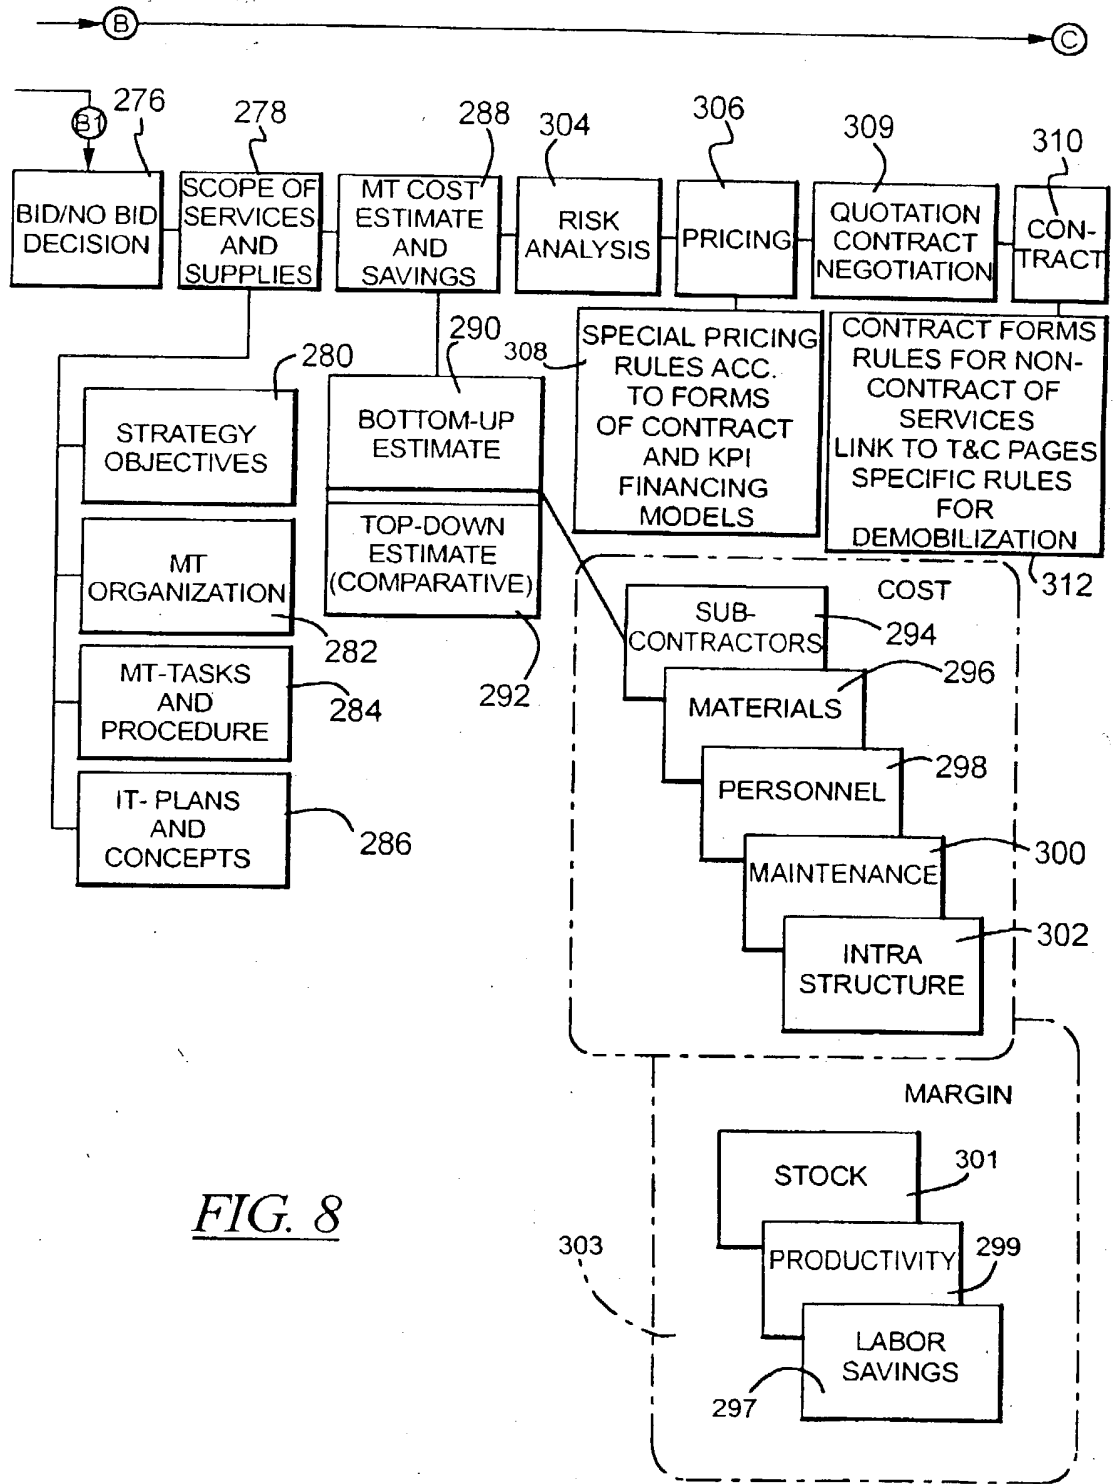 B
C
B1
276
278
288
304
306
309
310
BID/NO BID
DECISION
SCOPE OF
SERVICES
AND
SUPPLIES
MT COST
ESTIMATE
AND
SAVINGS
RISK
ANALYSIS
PRICING
QUOTATION
CONTRACT
NEGOTIATION
CON-
TRACT
280
STRATEGY
OBJECTIVES
MT
ORGANIZATION
282
MT-TASKS
AND
PROCEDURE
284
IT- PLANS
AND
CONCEPTS
286
290
BOTTOM-UP
ESTIMATE
TOP-DOWN
ESTIMATE
(COMPARATIVE)
292
308
SPECIAL PRICING
RULES ACC.
TO FORMS
OF CONTRACT
AND KPI
FINANCING
MODELS
CONTRACT FORMS
RULES FOR NON-
CONTRACT OF
SERVICES
LINK TO T&C PAGES
SPECIFIC RULES
FOR
DEMOBILIZATION
312
COST
SUB-
CONTRACTORS
294
MATERIALS
296
PERSONNEL
298
MAINTENANCE
300
INTRA
STRUCTURE
302
MARGIN
STOCK
301
PRODUCTIVITY
299
LABOR
SAVINGS
297
303
FIG. 8